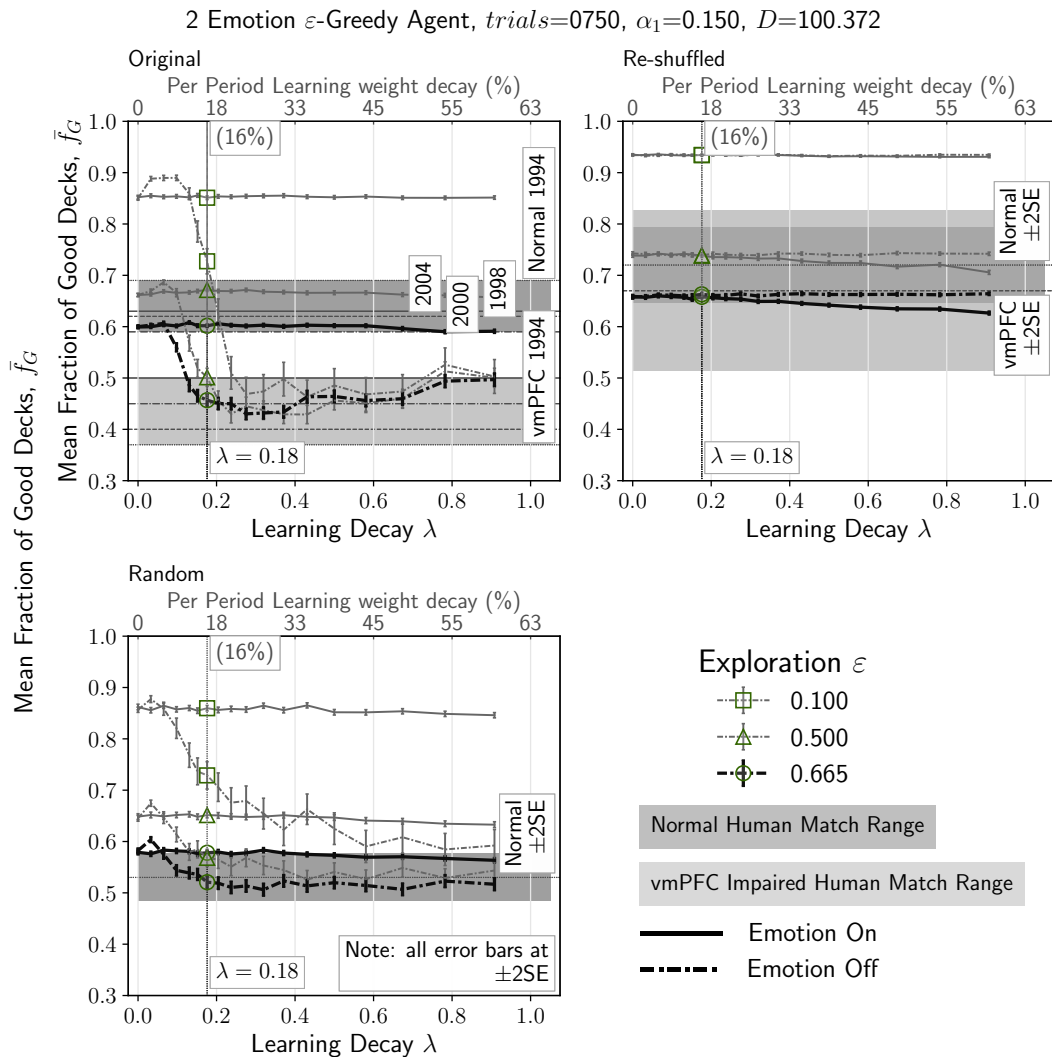 2 Emotion ε-Greedy Agent, trials=0750, α₁=0.150, D=100.372
Mean Fraction of Good Decks, f̄_G
Original
Per Period Learning weight decay (%)
0 18 33 45 55 63
(16%)
Mean Fraction of Good Decks, f̄_G
1.0
0.9
0.8
0.7
0.6
0.5
0.4
0.3
Normal 1994
2004
2000
1998
vmPFC 1994
λ = 0.18
0.0 0.2 0.4 0.6 0.8 1.0
Learning Decay λ
Re-shuffled
Per Period Learning weight decay (%)
0 18 33 45 55 63
(16%)
1.0
0.9
0.8
0.7
0.6
0.5
0.4
0.3
Normal
±2SE
vmPFC
±2SE
λ = 0.18
0.0 0.2 0.4 0.6 0.8 1.0
Learning Decay λ
Random
Per Period Learning weight decay (%)
0 18 33 45 55 63
(16%)
1.0
0.9
0.8
0.7
0.6
0.5
0.4
0.3
Normal
±2SE
λ = 0.18
Note: all error bars at
±2SE
0.0 0.2 0.4 0.6 0.8 1.0
Learning Decay λ
Exploration ε
0.100
0.500
0.665
Normal Human Match Range
vmPFC Impaired Human Match Range
Emotion On
Emotion Off